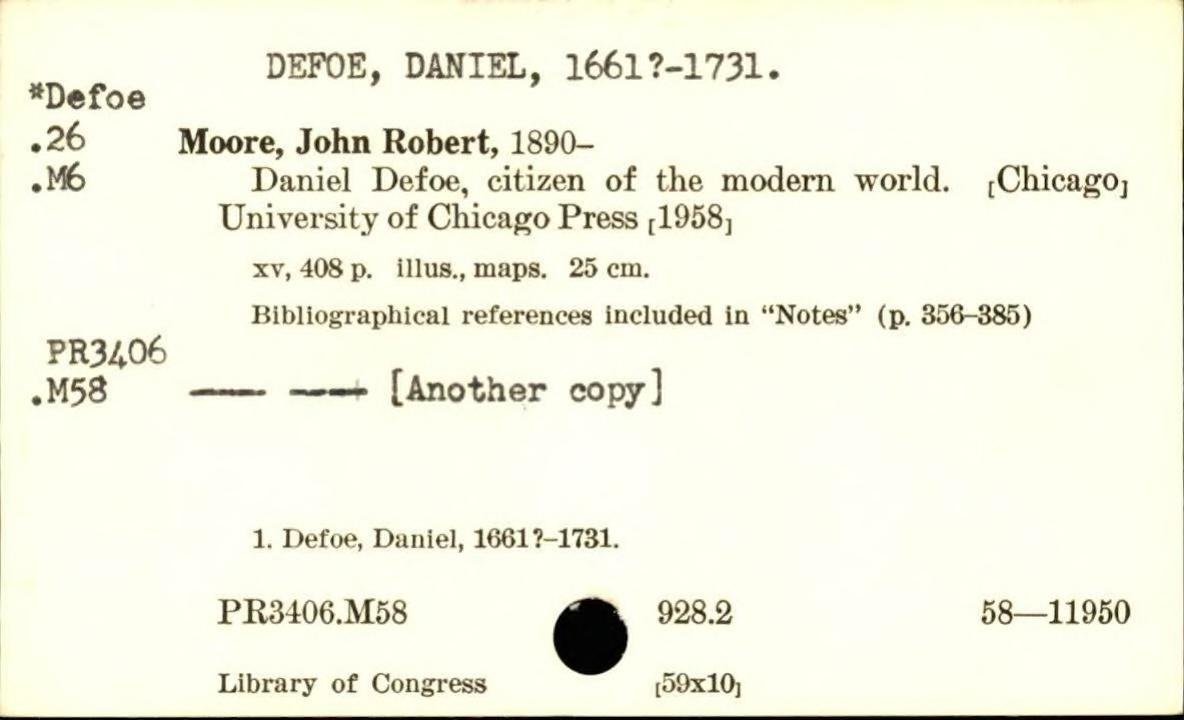 DEFOE, DANIEL, 1661?-1731.
*Defoe
.26 Moore, John Robert, 1890–
.M6 Daniel Defoe, citizen of the modern world. [Chicago]
University of Chicago Press [1958]
xv, 408 p. illus., maps. 25 cm.
Bibliographical references included in “Notes” (p. 356–385)
PR3406
.M58 —— —— [Another copy]
1. Defoe, Daniel, 1661?–1731.
PR3406.M58 928.2 58—11950
Library of Congress [59x10]